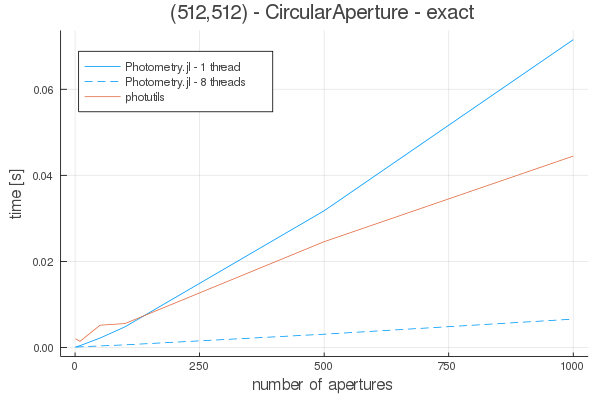 (512,512) - CircularAperture - exact
Photometry.jl - 1 thread
Photometry.jl - 8 threads
photutils
time [s]
0.06
0.04
0.02
0.00
0 250 500 750 1000
number of apertures